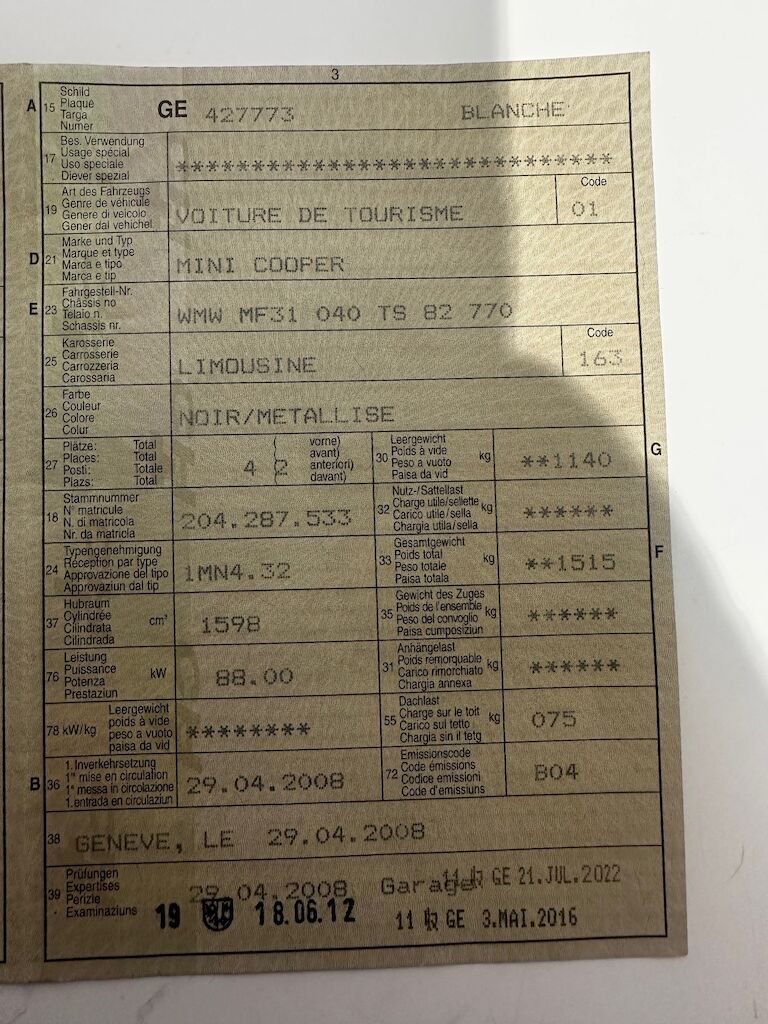 3
A 15 Schild
Plaque
Targa
Numer
GE 427773 BLANCHE
17 Bes. Verwendung
Usage spécial
Uso speciale
Diever spezial
***********************************
19 Art des Fahrzeugs
Genre de véhicule
Genere di veicolo
Gener dal vehichel
VOITURE DE TOURISME
Code
01
D 21 Marke und Typ
Marque et type
Marca e tipo
Marca e tip
MINI COOPER
E 23 Fahrgestell-Nr.
Châssis no
Telaio n.
Schassis nr.
WMW MF31 040 TS 82 770
25 Karosserie
Carrosserie
Carrozzeria
Carossaria
LIMOUSINE
Code
163
26 Farbe
Couleur
Colore
Colur
NOIR/METALLISE
27 Plätze: Total
Places: Total
Posti: Totale
Plazs: Total
4 (2
( vorne)
avant)
anteriori)
davant)
30 Leergewicht
Poids à vide
Peso a vuoto
Paisa da vid
kg
**1140
G
18 Stammnummer
N° matricule
N. di matricola
Nr. da matricla
204.287.533
32 Nutz-/Sattellast
Charge utile/sellette
Carico utile/sella
Chargia utila/sella
kg
******
24 Typengenehmigung
Réception par type
Approvazione del tipo
Approvaziun dal tip
1MN4.32
33 Gesamtgewicht
Poids total
Peso totale
Paisa totala
kg
**1515
F
37 Hubraum
Cylindrée
Cilindrata
Cilindrada
cm³
1598
35 Gewicht des Zuges
Poids de l'ensemble
Peso del convoglio
Paisa cumposiziun
kg
******
76 Leistung
Puissance
Potenza
Prestaziun
kW
88.00
31 Anhängelast
Poids remorquable
Carico rimorchiato
Chargia annexa
kg
******
78 kW/kg Leergewicht
poids à vide
peso a vuoto
paisa da vid
********
55 Dachlast
Charge sur le toit
Carico sul tetto
Chargia sin il tetg
kg
075
B 36 1. Inverkehrsetzung
1re mise en circulation
1a messa in circolazione
1. entrada en circulaziun
29.04.2008
72 Emissionscode
Code émissions
Codice emissioni
Code d'emissiuns
B04
38 GENEVE, LE 29.04.2008
39 Prüfungen
Expertises
Perizie
Examinaziuns
29.04.2008 Garage 11 GE 21.JUL.2022
19 18.06.12 11 GE 3.MAI.2016